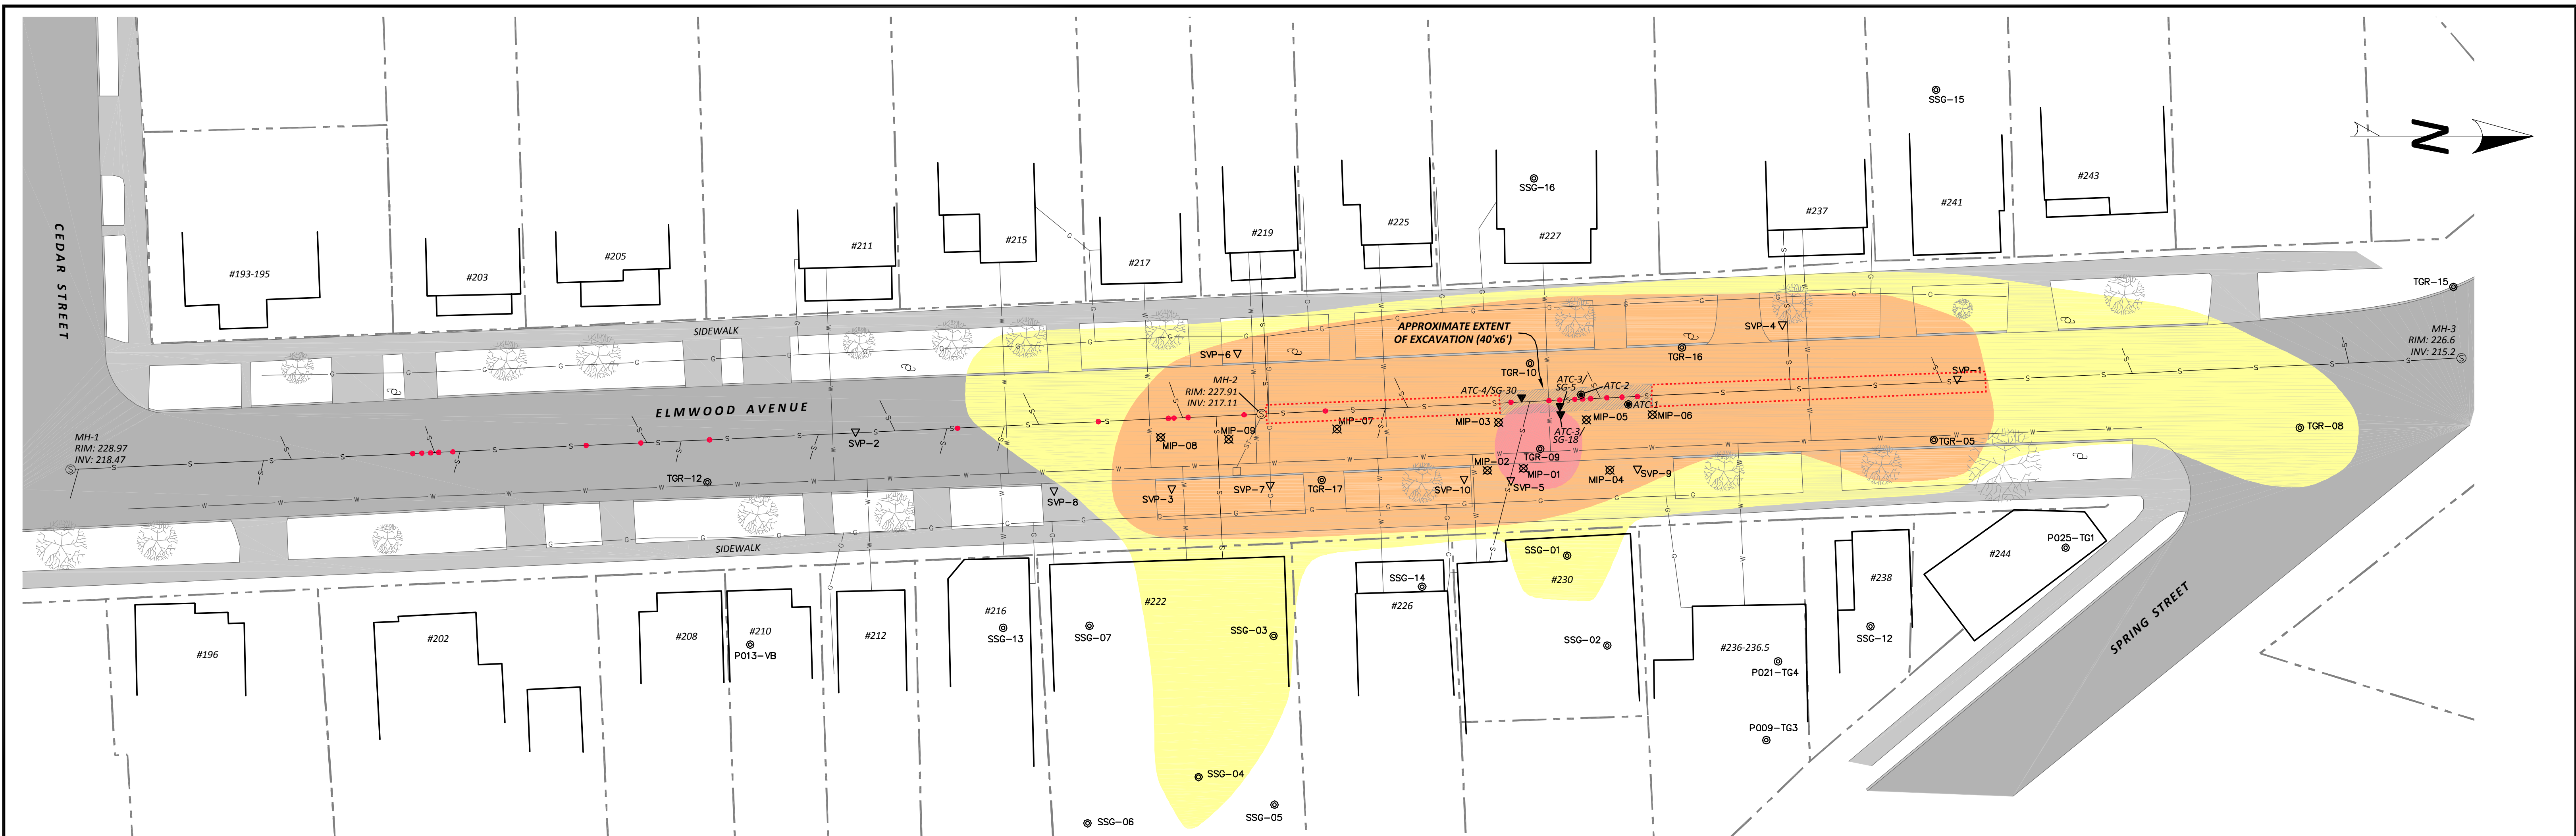 SSG-15
N
#243
SSG-16
#241
#237
#227
#225
#219
#215
#211
#217
#205
#203
#193-195
CEDAR STREET
SIDEWALK
TGR-15
MH-3
RIM: 226.6
INV: 215.2
APPROXIMATE EXTENT
OF EXCAVATION (40'x6')
SVP-4
TGR-16
SVP-6
TGR-10
SVP-1
MH-2
RIM: 227.91
INV: 217.11
ATC-4/SG-30
ATC-3/
SG-5
ATC-2
ATC-1
ELMWOOD AVENUE
MIP-03
MIP-05
MIP-06
MIP-07
MIP-09
MIP-08
ATC-3/
SG-18
SVP-2
TGR-08
TGR-05
MH-1
RIM: 228.97
INV: 218.47
TGR-09
MIP-02
MIP-01
MIP-04
SVP-9
TGR-12
TGR-17
SVP-10
SVP-5
SVP-7
SVP-3
SVP-8
SIDEWALK
SSG-01
#230
P025-TG1
#244
SSG-14
#226
#238
SSG-12
#222
#216
SSG-13
SSG-07
SSG-03
SSG-02
#212
#210
P013-VB
#208
#202
#196
#236-236.5
P021-TG4
P009-TG3
SPRING STREET
SSG-04
SSG-05
SSG-06